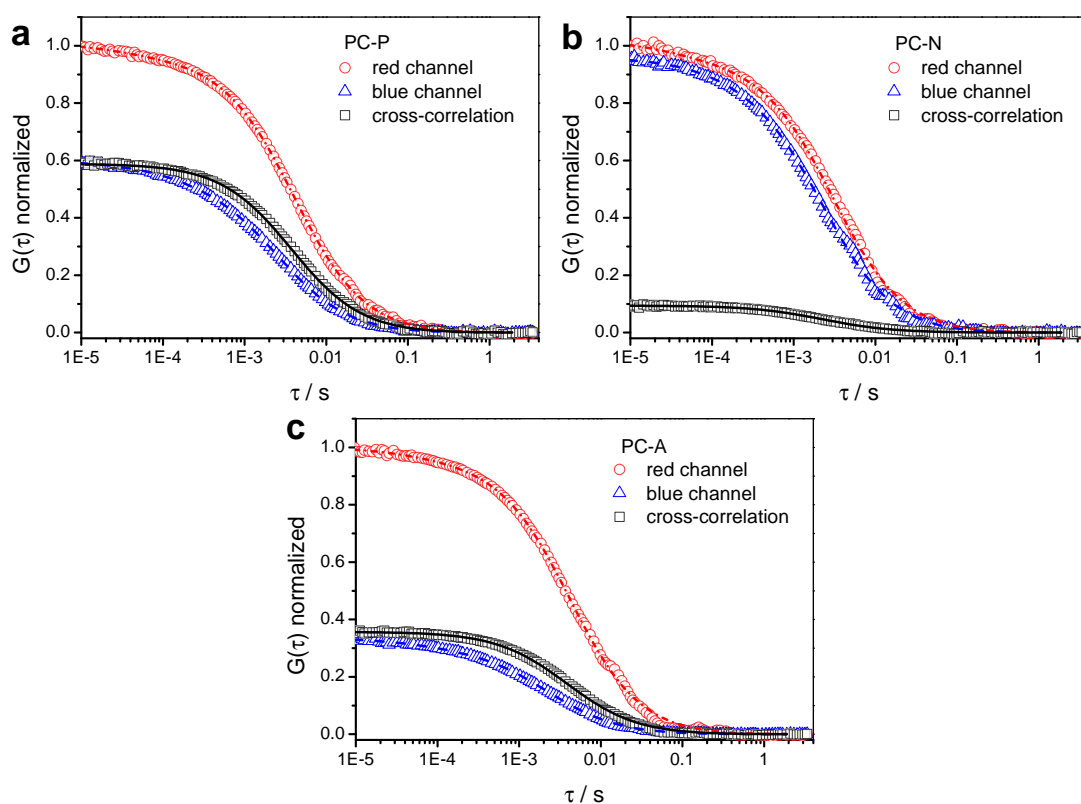 a
PC-P
red channel
blue channel
cross-correlation
G(τ) normalized
1.0
0.8
0.6
0.4
0.2
0.0
1E-5 1E-4 1E-3 0.01 0.1 1
τ / s
b
PC-N
red channel
blue channel
cross-correlation
G(τ) normalized
1.0
0.8
0.6
0.4
0.2
0.0
1E-5 1E-4 1E-3 0.01 0.1 1
τ / s
c
PC-A
red channel
blue channel
cross-correlation
G(τ) normalized
1.0
0.8
0.6
0.4
0.2
0.0
1E-5 1E-4 1E-3 0.01 0.1 1
τ / s